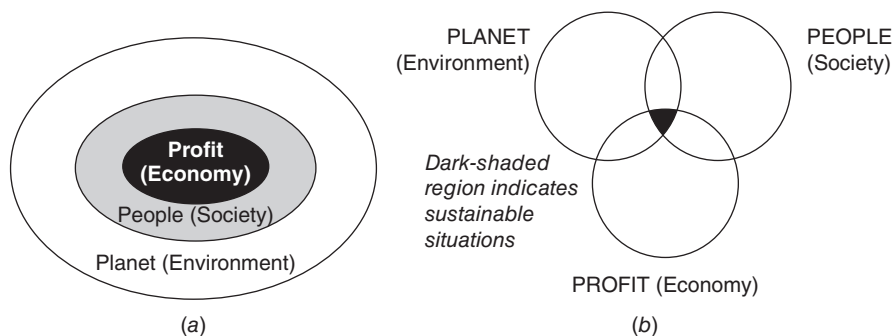 Profit
(Economy)
People (Society)
Planet (Environment)
(a)
PLANET
(Environment)
PEOPLE
(Society)
Dark-shaded
region indicates
sustainable
situations
PROFIT (Economy)
(b)